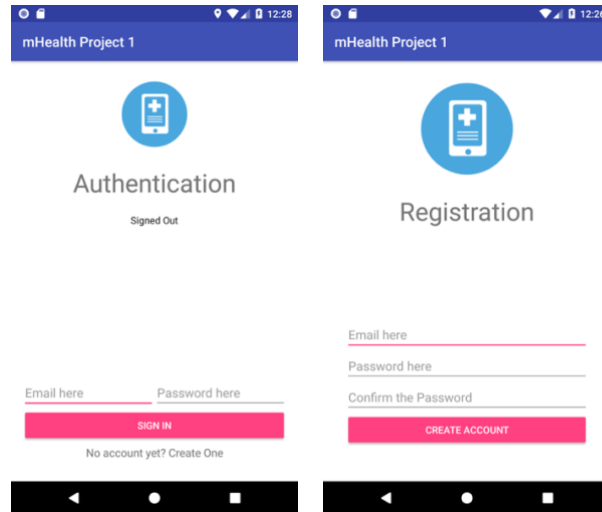 12:28
mHealth Project 1
Authentication
Signed Out
Email here Password here
SIGN IN
No account yet? Create One
12:26
mHealth Project 1
Registration
Email here
Password here
Confirm the Password
CREATE ACCOUNT